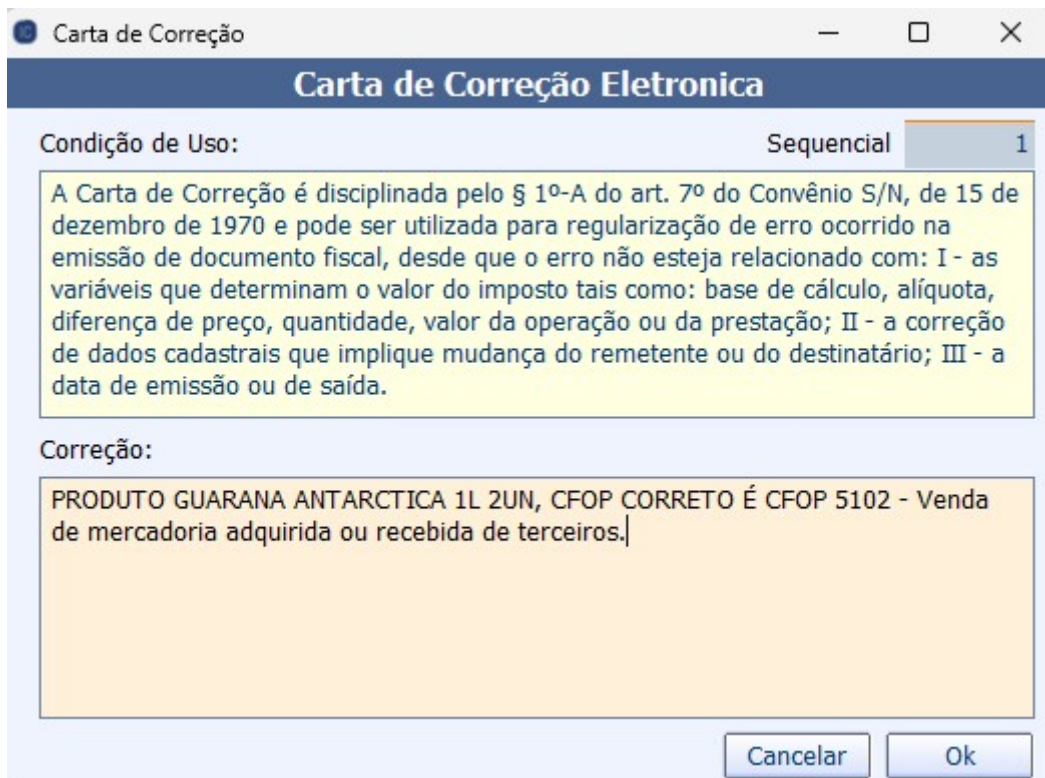 Carta de Correção
Carta de Correção Eletronica
Condição de Uso:
Sequencial 1
A Carta de Correção é disciplinada pelo § 1º-A do art. 7º do Convênio S/N, de 15 de
dezembro de 1970 e pode ser utilizada para regularização de erro ocorrido na
emissão de documento fiscal, desde que o erro não esteja relacionado com: I - as
variáveis que determinam o valor do imposto tais como: base de cálculo, alíquota,
diferença de preço, quantidade, valor da operação ou da prestação; II - a correção
de dados cadastrais que implique mudança do remetente ou do destinatário; III - a
data de emissão ou de saída.
Correção:
PRODUTO GUARANA ANTARCTICA 1L 2UN, CFOP CORRETO É CFOP 5102 - Venda
de mercadoria adquirida ou recebida de terceiros.
Cancelar
Ok